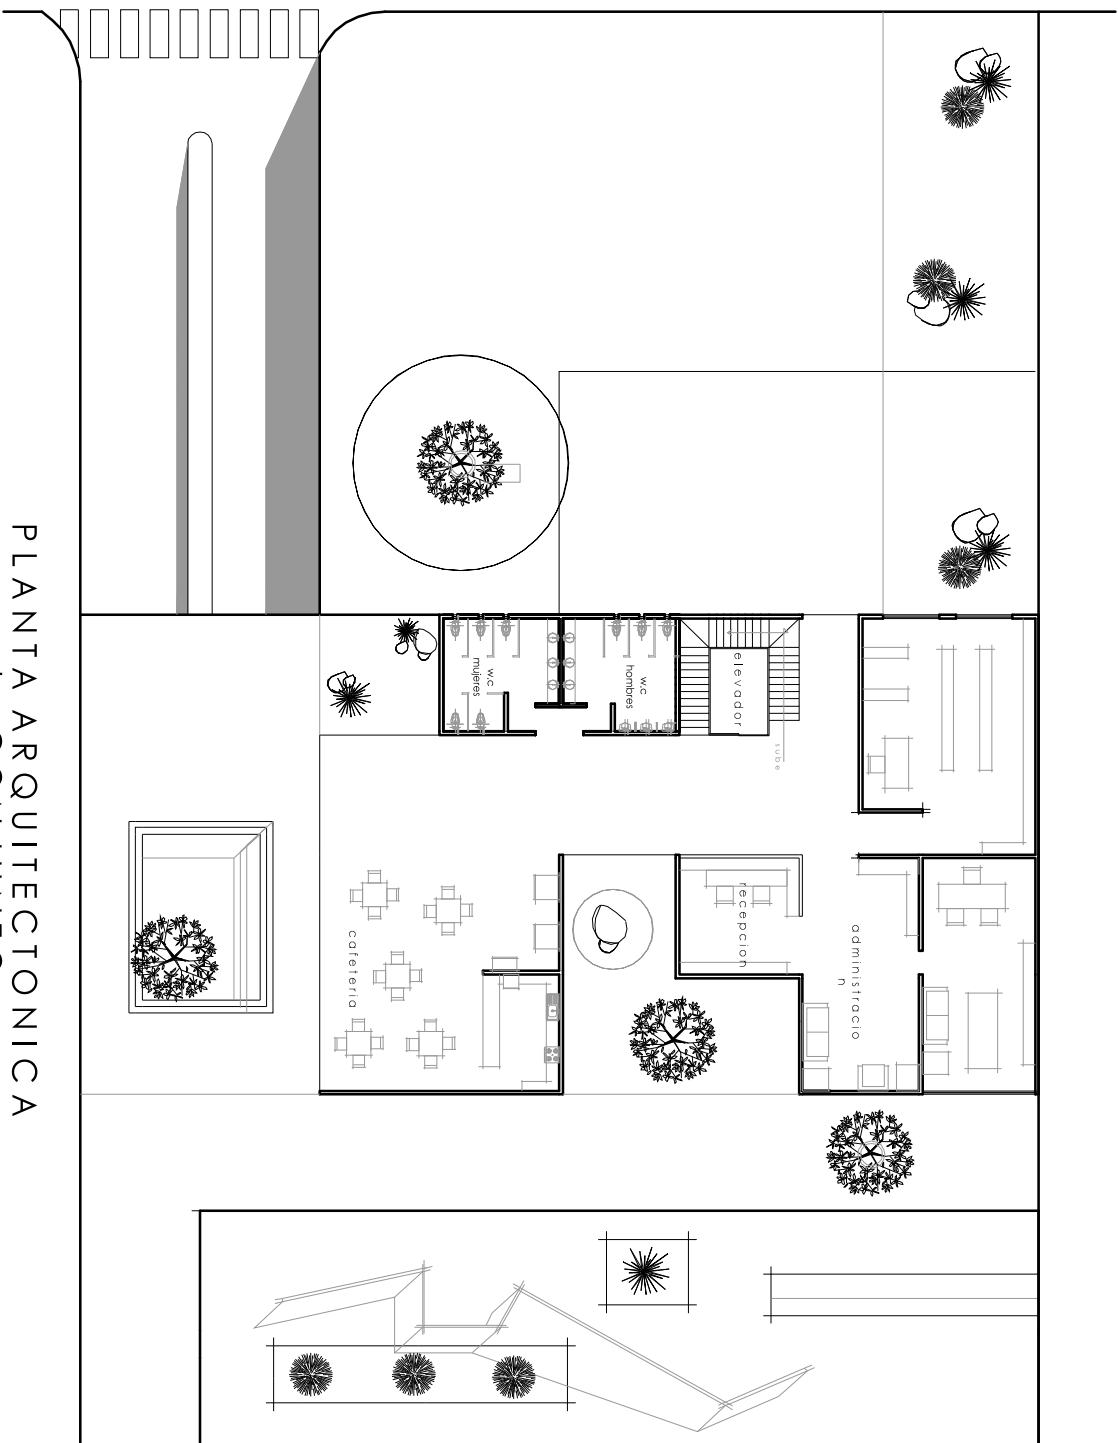 PLANTA ARQUITECTONICA
w.c
mujeres
w.c
hombres
elevador
sube
cafeteria
recepcion
administracio
n